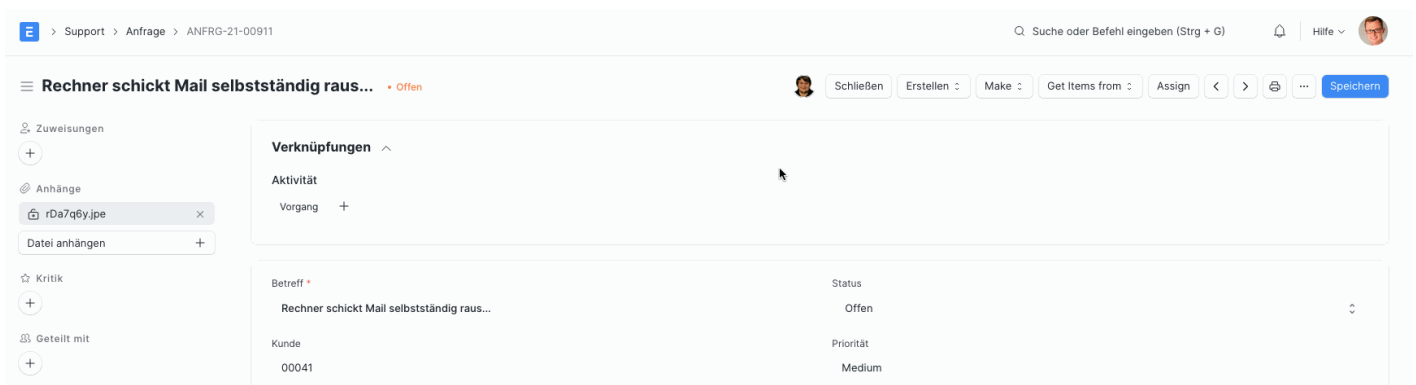 E > Support > Anfrage > ANFRG-21-00911 Suche oder Befehl eingeben (Strg + G) Hilfe
Rechner schickt Mail selbstständig raus... • Offen Schließen Erstellen Make Get Items from Assign ... Speichern
Zuweisungen
+
Anhänge
rDa7q6y.jpe ×
Datei anhängen +
Kritik
+
Geteilt mit
+
Verknüpfungen
Aktivität
Vorgang +
Betreff * Status
Rechner schickt Mail selbstständig raus... Offen
Kunde Priorität
00041 Medium